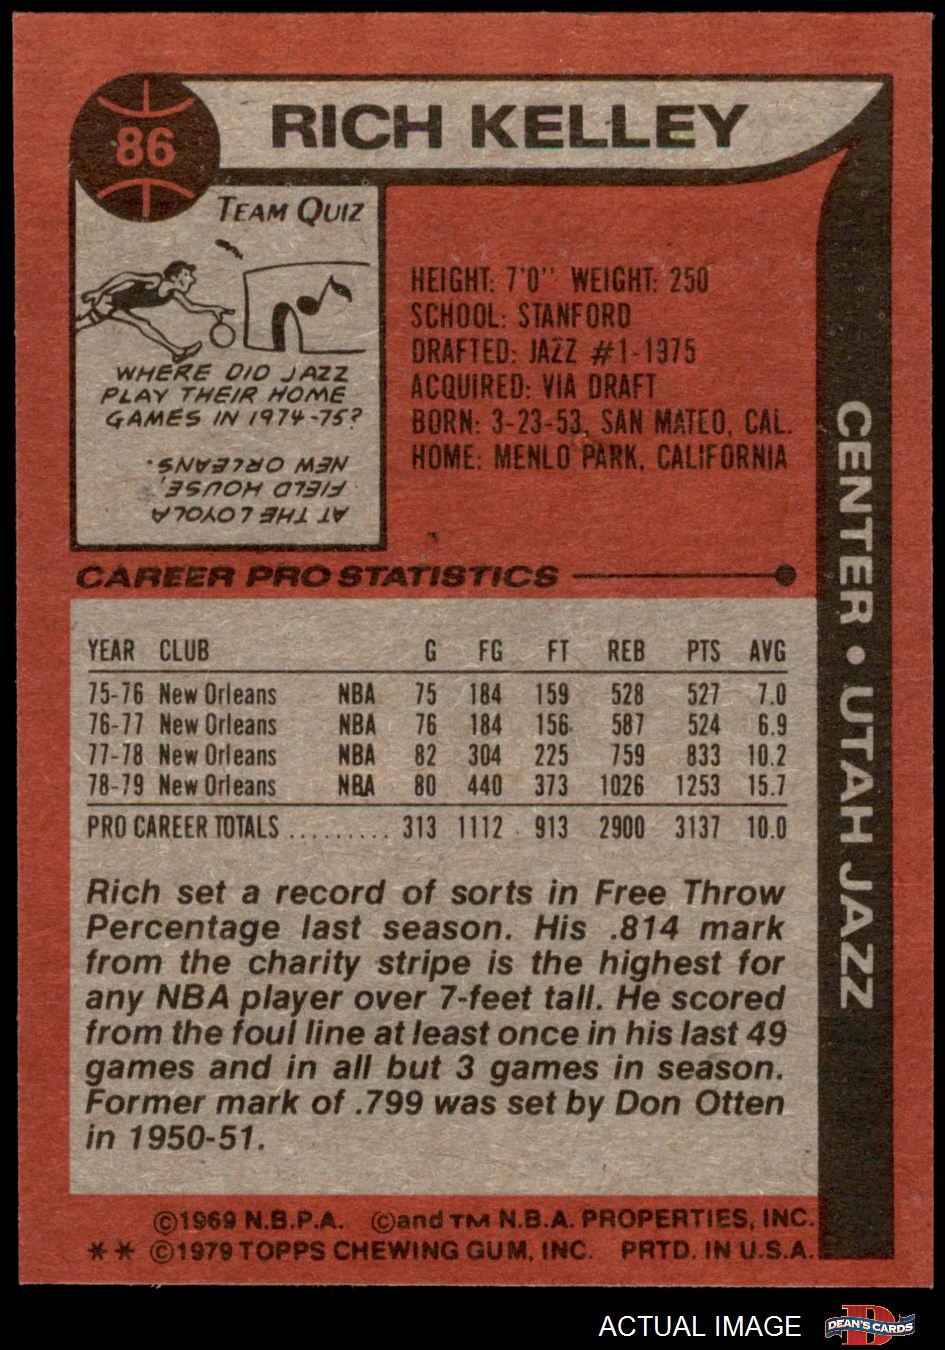 86
RICH KELLEY
TEAM QUIZ
WHERE DID JAZZ
PLAY THEIR HOME
GAMES IN 1974-75?
AT THE LOYOLA
FIELD HOUSE,
NEW ORLEANS.
HEIGHT: 7'0'' WEIGHT: 250
SCHOOL: STANFORD
DRAFTED: JAZZ #1-1975
ACQUIRED: VIA DRAFT
BORN: 3-23-53, SAN MATEO, CAL.
HOME: MENLO PARK, CALIFORNIA
CENTER • UTAH JAZZ
CAREER PRO STATISTICS
YEAR CLUB G FG FT REB PTS AVG
75-76 New Orleans NBA 75 184 159 528 527 7.0
76-77 New Orleans NBA 76 184 156 587 524 6.9
77-78 New Orleans NBA 82 304 225 759 833 10.2
78-79 New Orleans NBA 80 440 373 1026 1253 15.7
PRO CAREER TOTALS ......... 313 1112 913 2900 3137 10.0
Rich set a record of sorts in Free Throw
Percentage last season. His .814 mark
from the charity stripe is the highest for
any NBA player over 7-feet tall. He scored
from the foul line at least once in his last 49
games and in all but 3 games in season.
Former mark of .799 was set by Don Otten
in 1950-51.
©1969 N.B.P.A. ©and TM N.B.A. PROPERTIES, INC.
** ©1979 TOPPS CHEWING GUM, INC. PRTD. IN U.S.A.
ACTUAL IMAGE
DEAN'S CARDS